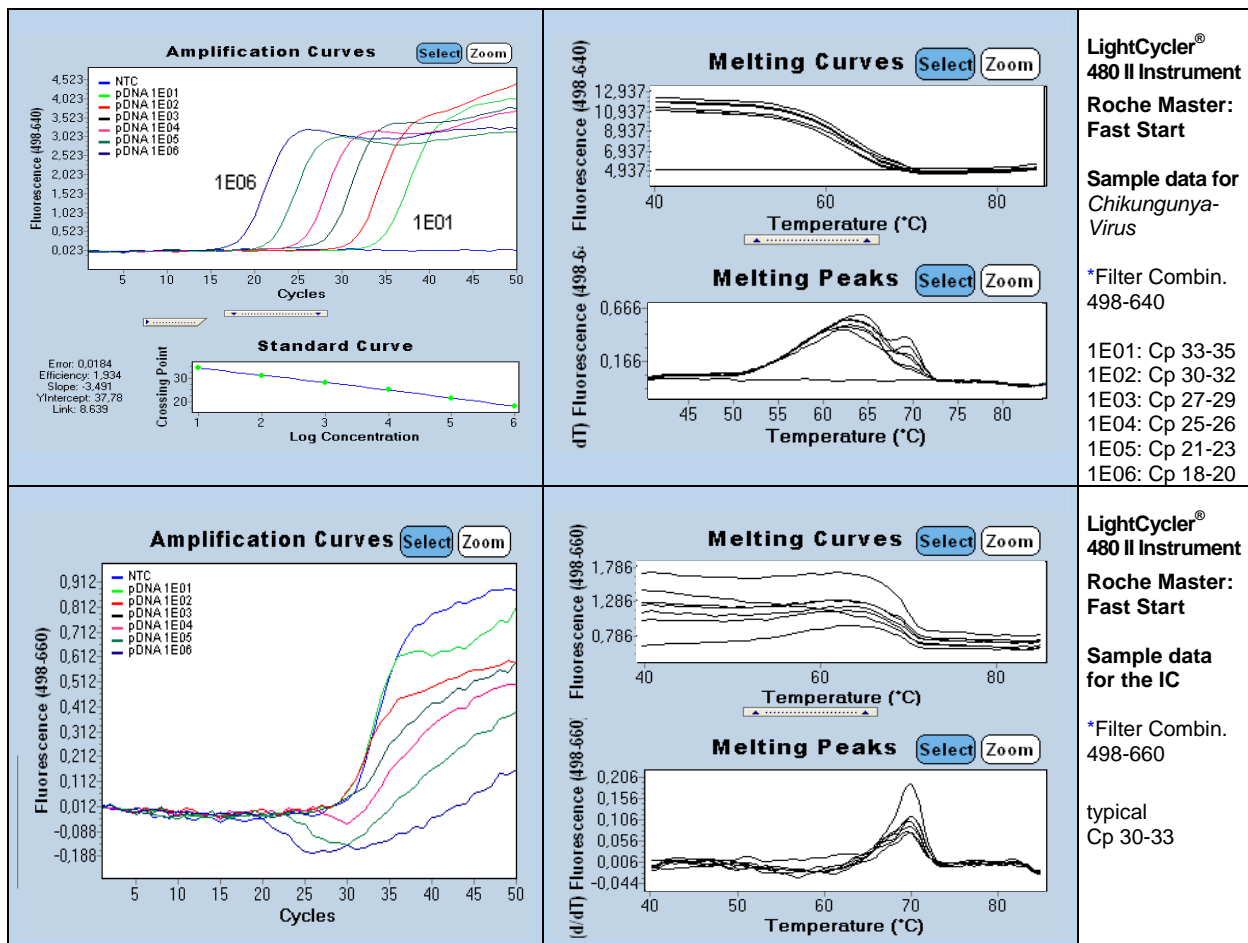 Amplification Curves Select Zoom
Fluorescence (498-640)
4,523
4,023
3,523
3,023
2,523
2,023
1,523
1,023
0,523
0,023
NTC
pDNA 1E01
pDNA 1E02
pDNA 1E03
pDNA 1E04
pDNA 1E05
pDNA 1E06
1E06
1E01
5 10 15 20 25 30 35 40 45 50
Cycles
Error: 0,0184
Efficiency: 1,934
Slope: -3,491
YIntercept: 37,78
Link: 8.639
Standard Curve
Crossing Point
30
20
1 2 3 4 5 6
Log Concentration
Melting Curves Select Zoom
Fluorescence (498-640)
12,937
10,937
8,937
6,937
4,937
40 60 80
Temperature (°C)
Melting Peaks Select Zoom
dT) Fluorescence (498-64
0,666
0,166
45 50 55 60 65 70 75 80
Temperature (°C)
LightCycler®
480 II Instrument
Roche Master:
Fast Start
Sample data for
Chikungunya-
Virus
*Filter Combin.
498-640
1E01: Cp 33-35
1E02: Cp 30-32
1E03: Cp 27-29
1E04: Cp 25-26
1E05: Cp 21-23
1E06: Cp 18-20
Amplification Curves Select Zoom
Fluorescence (498-660)
0,912
0,812
0,712
0,612
0,512
0,412
0,312
0,212
0,112
0,012
-0,088
-0,188
NTC
pDNA 1E01
pDNA 1E02
pDNA 1E03
pDNA 1E04
pDNA 1E05
pDNA 1E06
5 10 15 20 25 30 35 40 45 50
Cycles
Melting Curves Select Zoom
Fluorescence (498-660)
1,786
1,286
0,786
40 60 80
Temperature (°C)
Melting Peaks Select Zoom
(d/dT) Fluorescence (498-660)
0,206
0,156
0,106
0,056
0,006
-0,044
40 50 60 70 80
Temperature (°C)
LightCycler®
480 II Instrument
Roche Master:
Fast Start
Sample data
for the IC
*Filter Combin.
498-660
typical
Cp 30-33